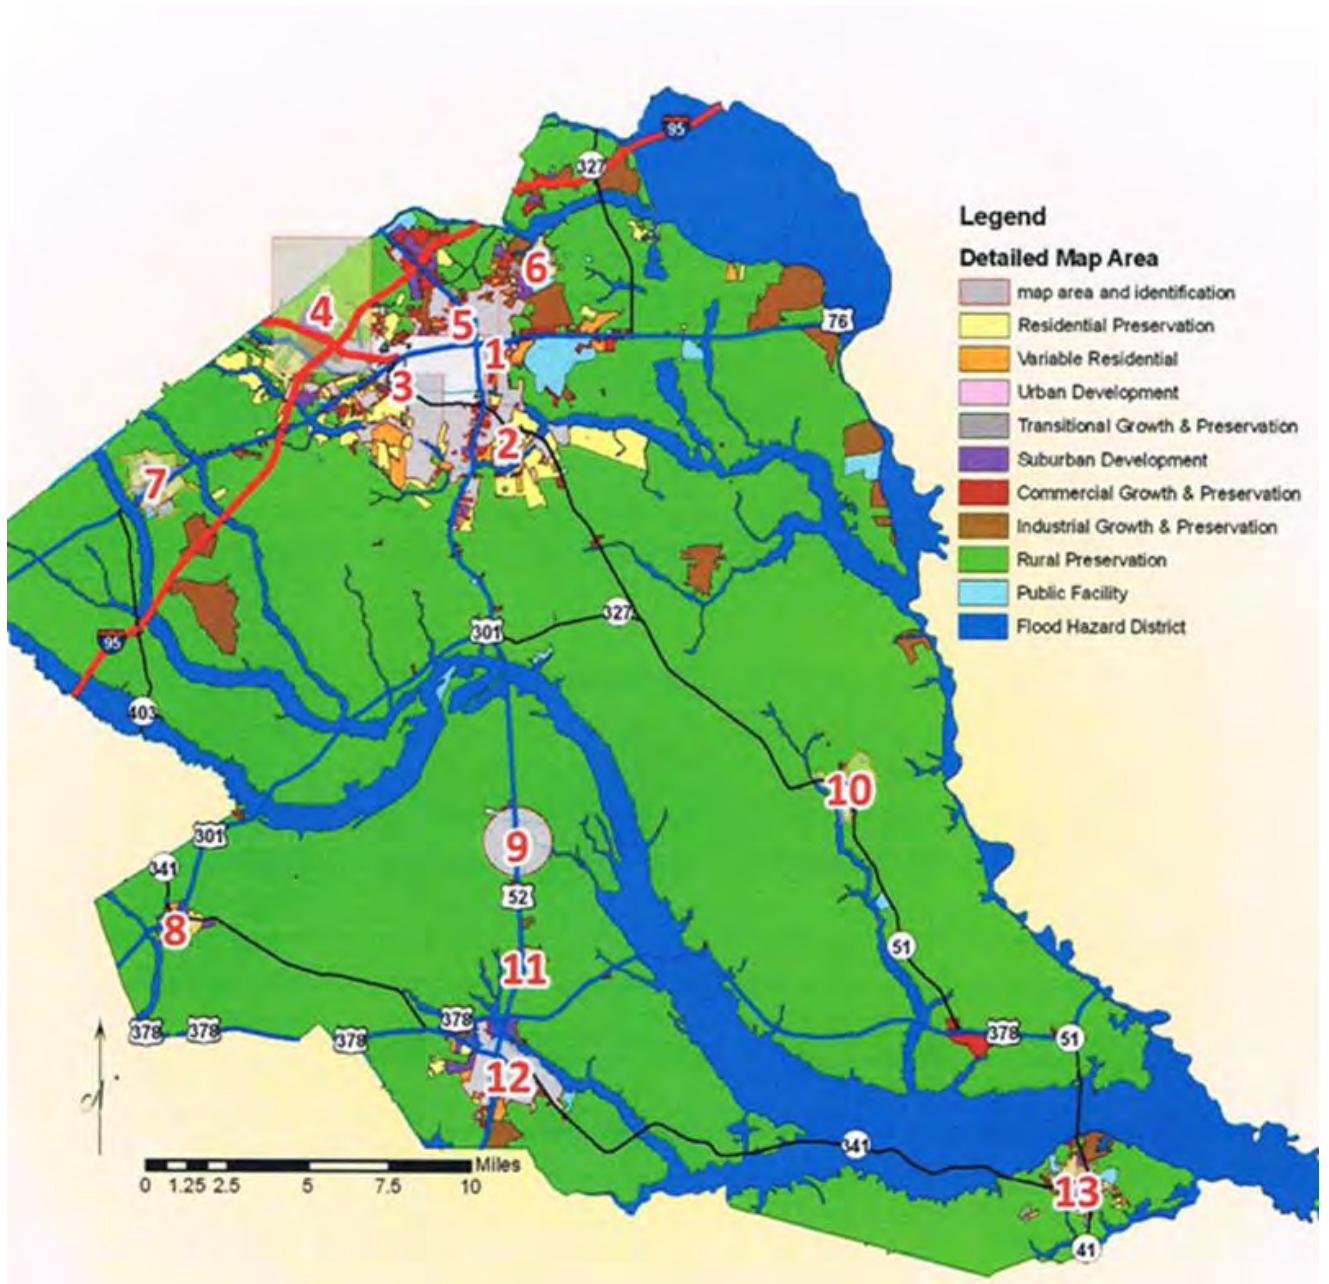 95
327
Legend
Detailed Map Area
map area and identification
Residential Preservation
Variable Residential
Urban Development
Transitional Growth & Preservation
Suburban Development
Commercial Growth & Preservation
Industrial Growth & Preservation
Rural Preservation
Public Facility
Flood Hazard District
6
4
5
76
1
3
2
7
327
301
95
403
10
301
9
341
52
8
51
11
378
378
378
378
378
51
12
341
Miles
0 1.25 2.5 5 7.5 10
13
41